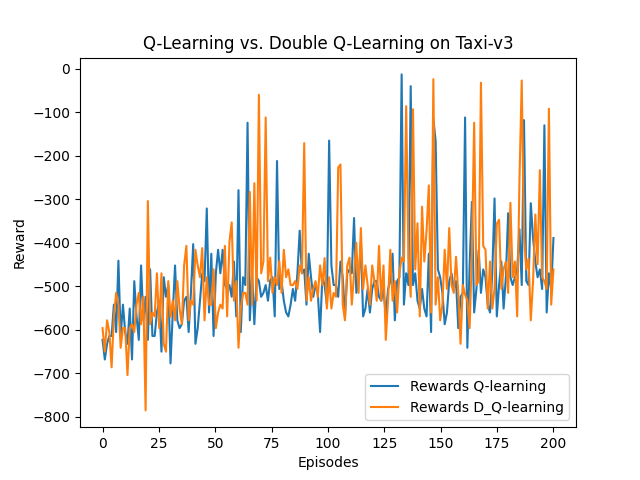 Q-Learning vs. Double Q-Learning on Taxi-v3
0
−100
−200
−300
−400
−500
−600
−700
−800
Reward
Rewards Q-learning
Rewards D_Q-learning
0 25 50 75 100 125 150 175 200
Episodes